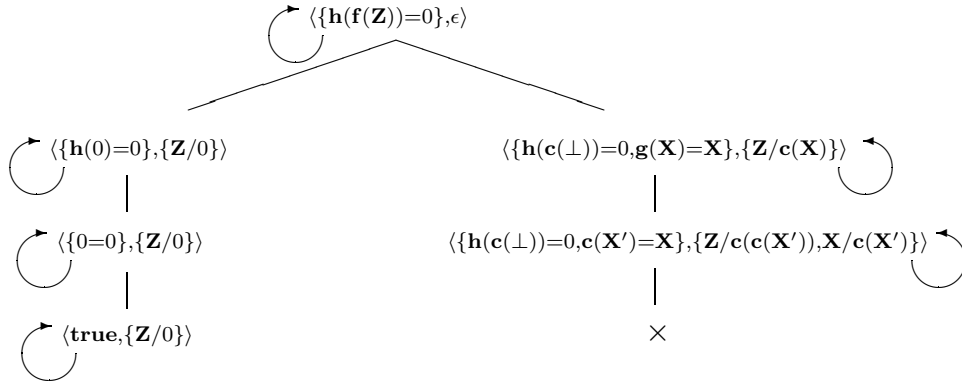 ⟨{h(f(Z))=0},ϵ⟩
⟨{h(0)=0},{Z/0}⟩ ⟨{h(c(⊥))=0,g(X)=X},{Z/c(X)}⟩
⟨{0=0},{Z/0}⟩ ⟨{h(c(⊥))=0,c(X′)=X},{Z/c(c(X′)),X/c(X′)}⟩
⟨true,{Z/0}⟩ ×